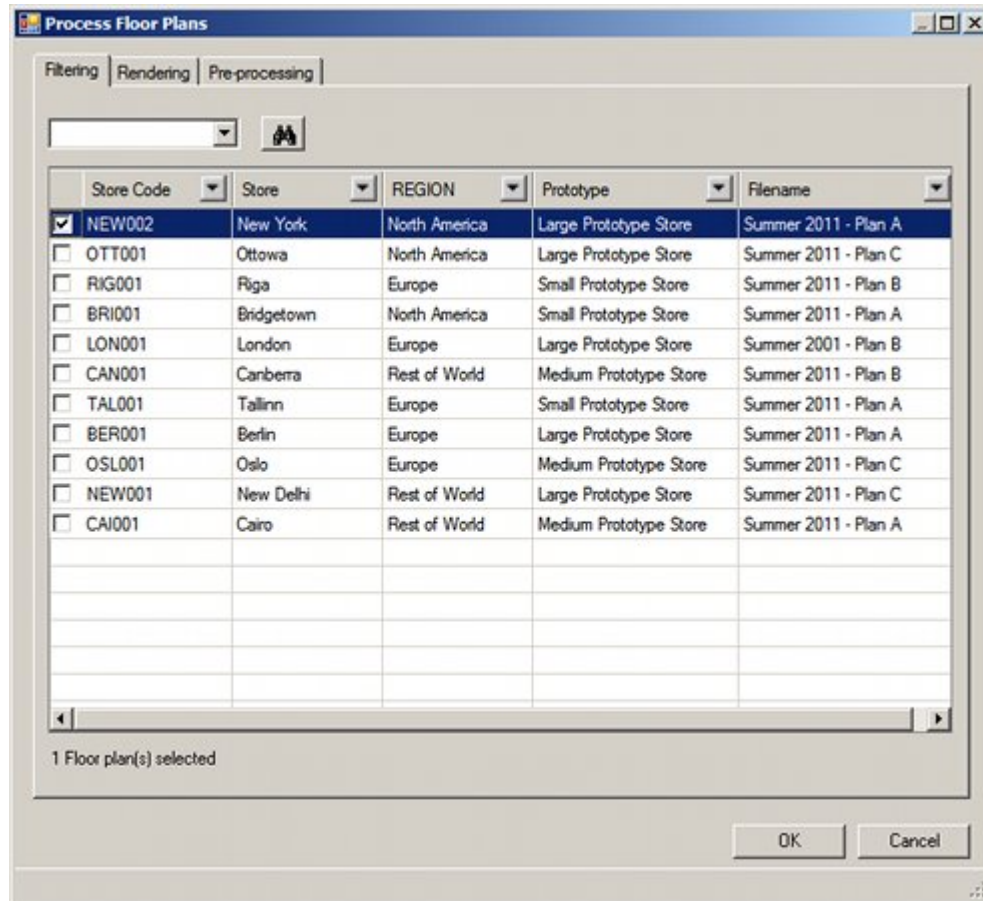 Process Floor Plans
Filtering Rendering Pre-processing
Store Code Store REGION Prototype Filename
NEW002 New York North America Large Prototype Store Summer 2011 - Plan A
OTT001 Ottowa North America Large Prototype Store Summer 2011 - Plan C
RIG001 Riga Europe Small Prototype Store Summer 2011 - Plan B
BRI001 Bridgetown North America Small Prototype Store Summer 2011 - Plan A
LON001 London Europe Large Prototype Store Summer 2001 - Plan B
CAN001 Canberra Rest of World Medium Prototype Store Summer 2011 - Plan B
TAL001 Tallinn Europe Small Prototype Store Summer 2011 - Plan A
BER001 Berlin Europe Large Prototype Store Summer 2011 - Plan A
OSL001 Oslo Europe Medium Prototype Store Summer 2011 - Plan C
NEW001 New Delhi Rest of World Large Prototype Store Summer 2011 - Plan C
CAI001 Cairo Rest of World Medium Prototype Store Summer 2011 - Plan A
1 Floor plan(s) selected
OK Cancel